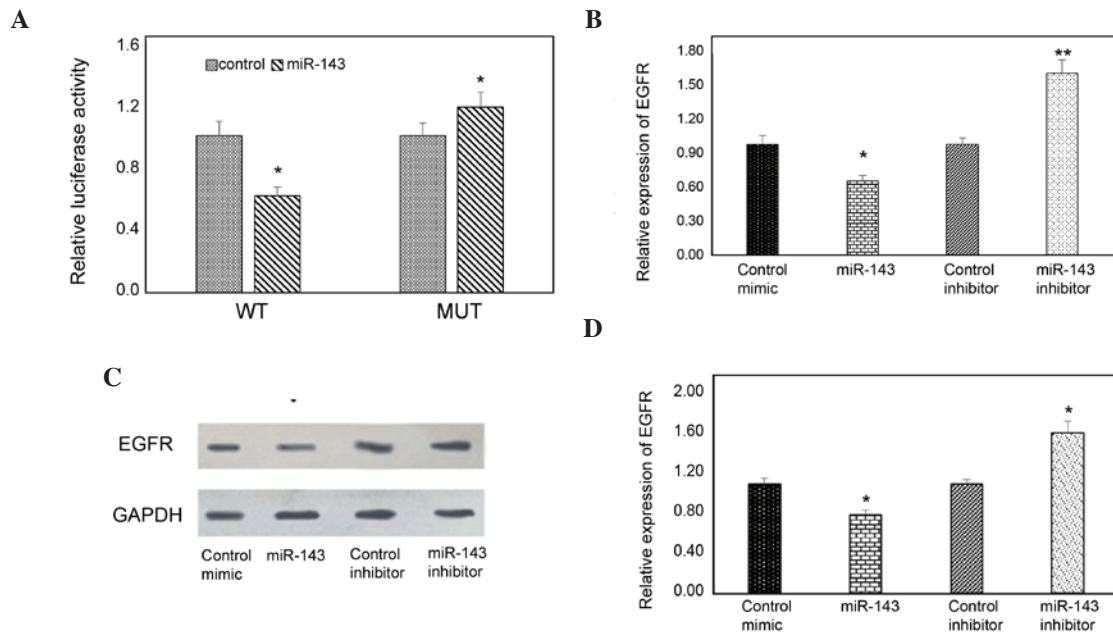 A
Relative luciferase activity
1.6
1.2
0.8
0.4
0.0
control miR-143
*
*
WT MUT
B
Relative expression of EGFR
1.80
1.50
1.20
0.90
0.60
0.30
0.00
*
**
Control mimic
miR-143
Control inhibitor
miR-143 inhibitor
C
EGFR
GAPDH
Control mimic
miR-143
Control inhibitor
miR-143 inhibitor
D
Relative expression of EGFR
2.00
1.60
1.20
0.80
0.40
0.00
*
*
Control mimic
miR-143
Control inhibitor
miR-143 inhibitor